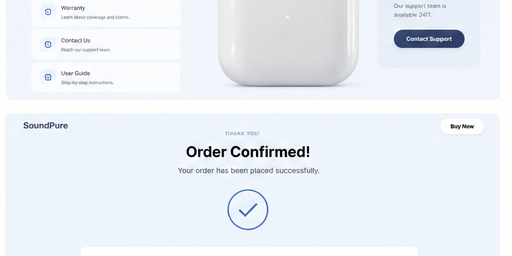 Warranty
Learn about coverage and claims.
Contact Us
Reach our support team.
User Guide
Step-by-step instructions.
Our support team is
available 24/7.
Contact Support
SoundPure
Buy Now
THANK YOU!
Order Confirmed!
Your order has been placed successfully.